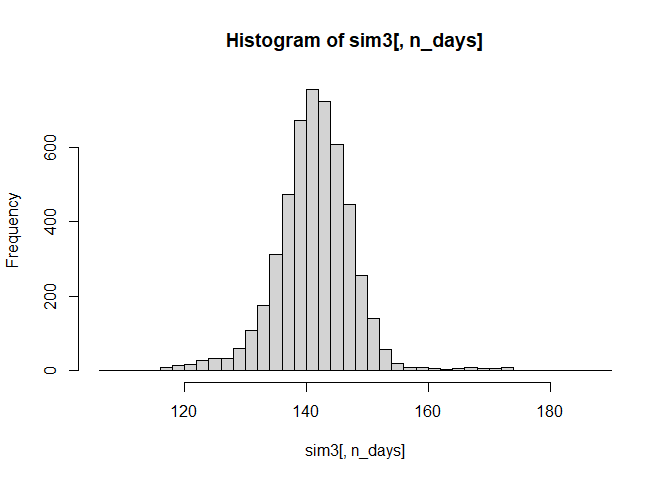 Histogram of sim3[, n_days]
Frequency
600
400
200
0
120 140 160 180
sim3[, n_days]